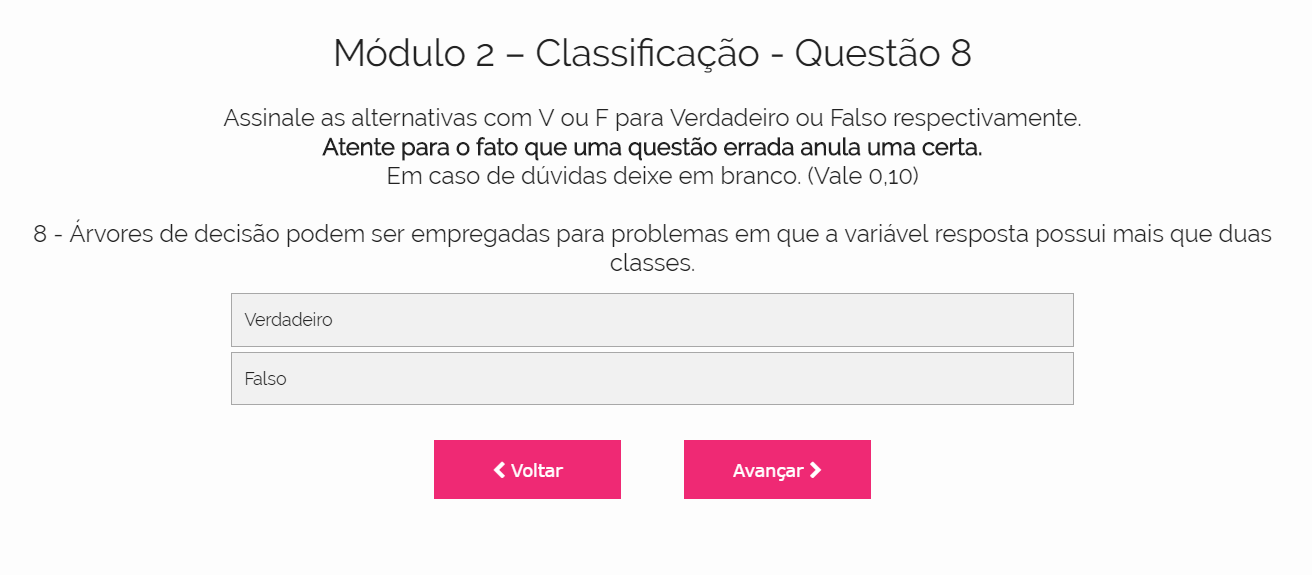 Módulo 2 – Classificação - Questão 8
Assinale as alternativas com V ou F para Verdadeiro ou Falso respectivamente.
Atente para o fato que uma questão errada anula uma certa.
Em caso de dúvidas deixe em branco. (Vale 0,10)
8 - Árvores de decisão podem ser empregadas para problemas em que a variável resposta possui mais que duas
classes.
Verdadeiro
Falso
Voltar
Avançar